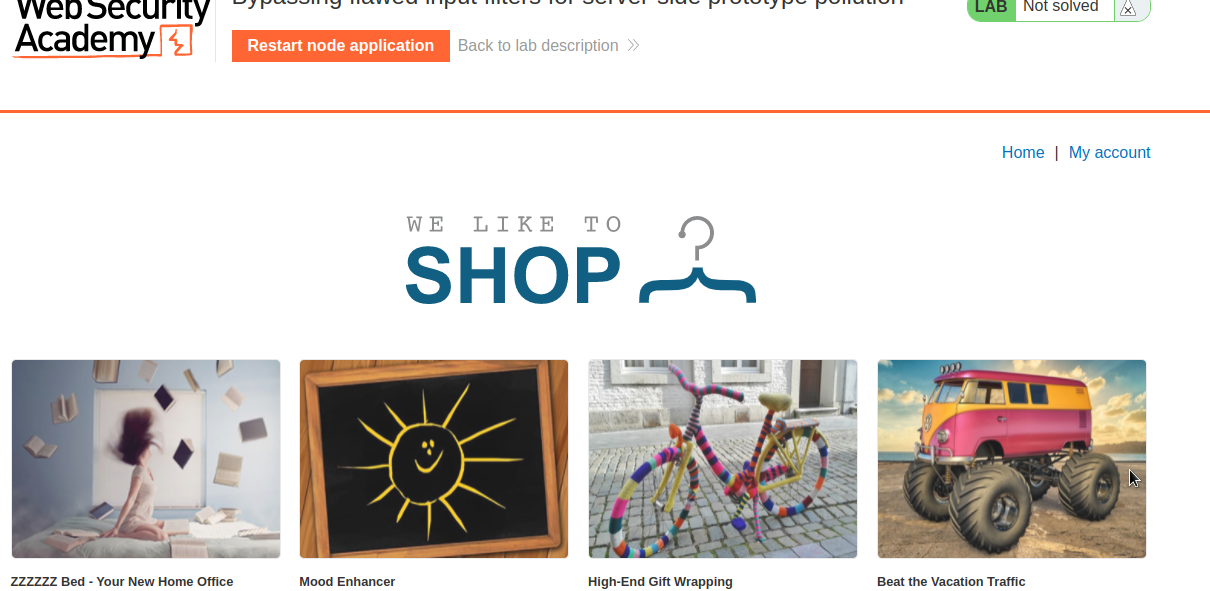 Web Security
Academy
Bypassing flawed input filters for server-side prototype pollution
LAB Not solved
Restart node application
Back to lab description
Home | My account
WE LIKE TO
SHOP
ZZZZZZ Bed - Your New Home Office
Mood Enhancer
High-End Gift Wrapping
Beat the Vacation Traffic